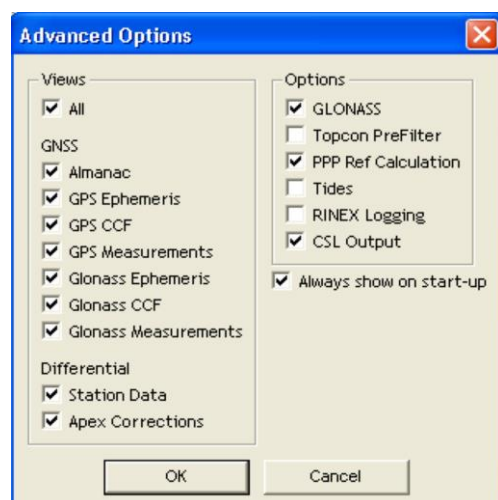 Advanced Options
Views
All
GNSS
Almanac
GPS Ephemeris
GPS CCF
GPS Measurements
Glonass Ephemeris
Glonass CCF
Glonass Measurements
Differential
Station Data
Apex Corrections
Options
GLONASS
Topcon PreFilter
PPP Ref Calculation
Tides
RINEX Logging
CSL Output
Always show on start-up
OK
Cancel